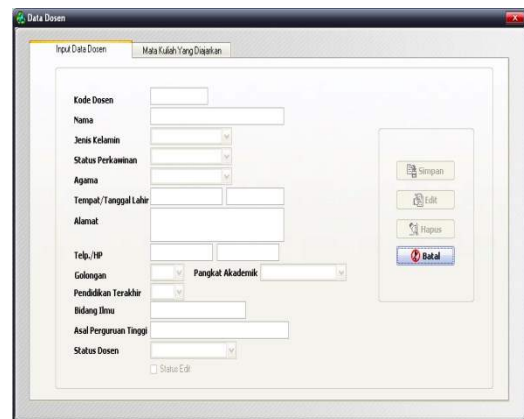 Data Dosen
Input Data Dosen Mata Kuliah Yang Diajarkan
Kode Dosen
Nama
Jenis Kelamin
Status Perkawinan
Agama
Tempat/Tanggal Lahir
Alamat
Telp./HP
Golongan Pangkat Akademik
Pendidikan Terakhir
Bidang Ilmu
Asal Perguruan Tinggi
Status Dosen
Status Edit
Simpan
Edit
Hapus
Batal